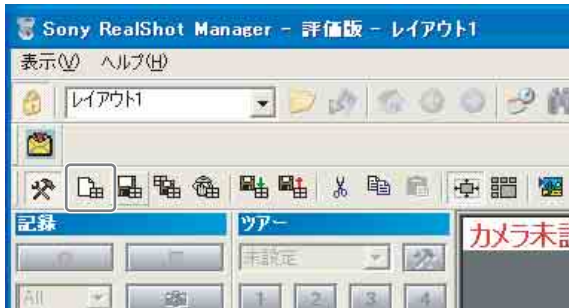 Sony RealShot Manager - 評価版 - レイアウト1
表示(V) ヘルプ(H)
レイアウト1
記録
ツアー
未設定
カメラ未
All
1 2 3 4